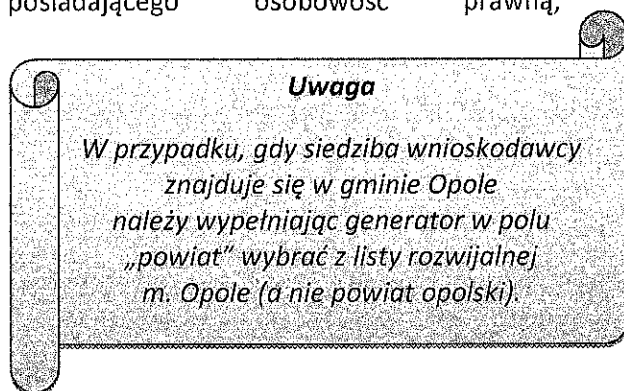 posiadającego osobowość prawną,
Uwaga
W przypadku, gdy siedziba wnioskodawcy
znajduje się w gminie Opole
należy wypełniając generator w polu
„powiat” wybrać z listy rozwijalnej
m. Opole (a nie powiat opolski).